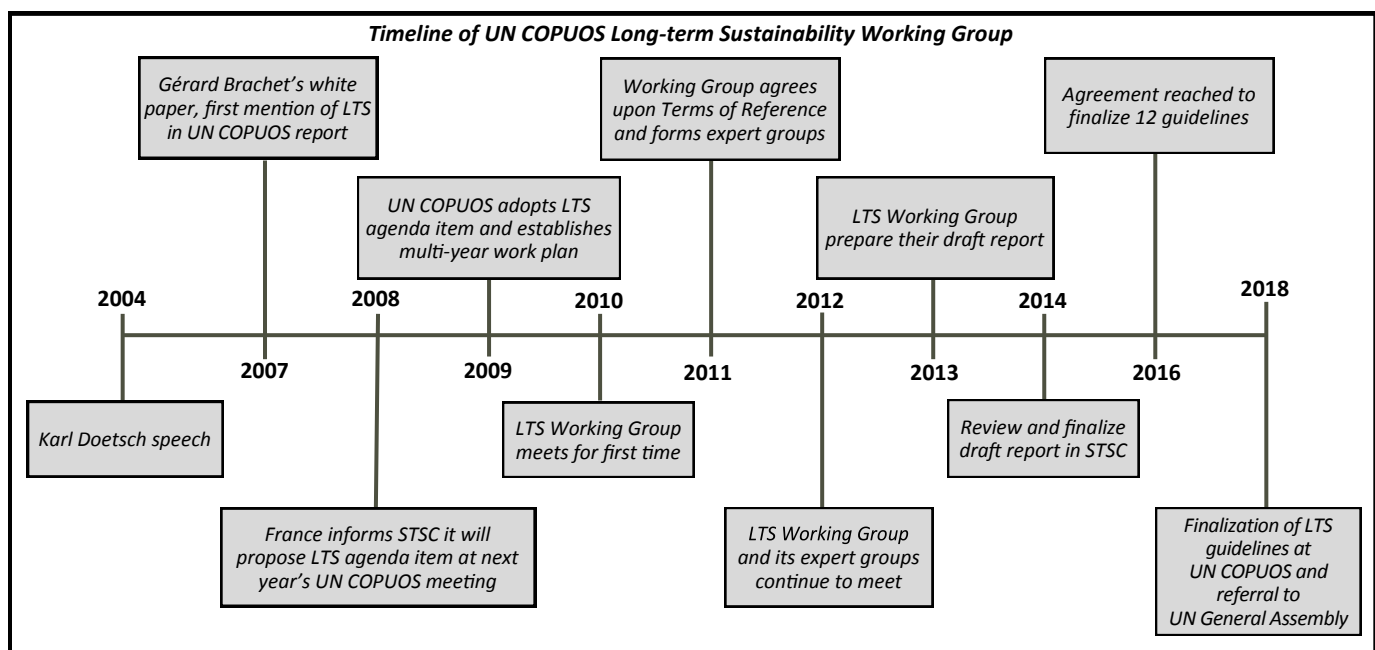 Timeline of UN COPUOS Long-term Sustainability Working Group
Gérard Brachet’s white
paper, first mention of LTS
in UN COPUOS report
Working Group agrees
upon Terms of Reference
and forms expert groups
Agreement reached to
finalize 12 guidelines
UN COPUOS adopts LTS
agenda item and establishes
multi-year work plan
LTS Working Group
prepare their draft report
2004
2008
2010
2012
2014
2018
2007
2009
2011
2013
2016
Karl Doetsch speech
LTS Working Group
meets for first time
Review and finalize
draft report in STSC
France informs STSC it will
propose LTS agenda item at next
year’s UN COPUOS meeting
LTS Working Group
and its expert groups
continue to meet
Finalization of LTS
guidelines at
UN COPUOS and
referral to
UN General Assembly